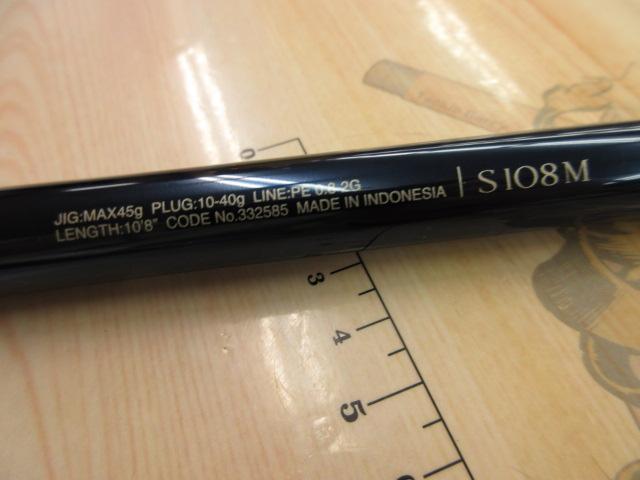 JIG:MAX45g PLUG:10-40g LINE:PE 0.8-2G
LENGTH:10'8" CODE No.332585 MADE IN INDONESIA
S108M
0
3
4
5